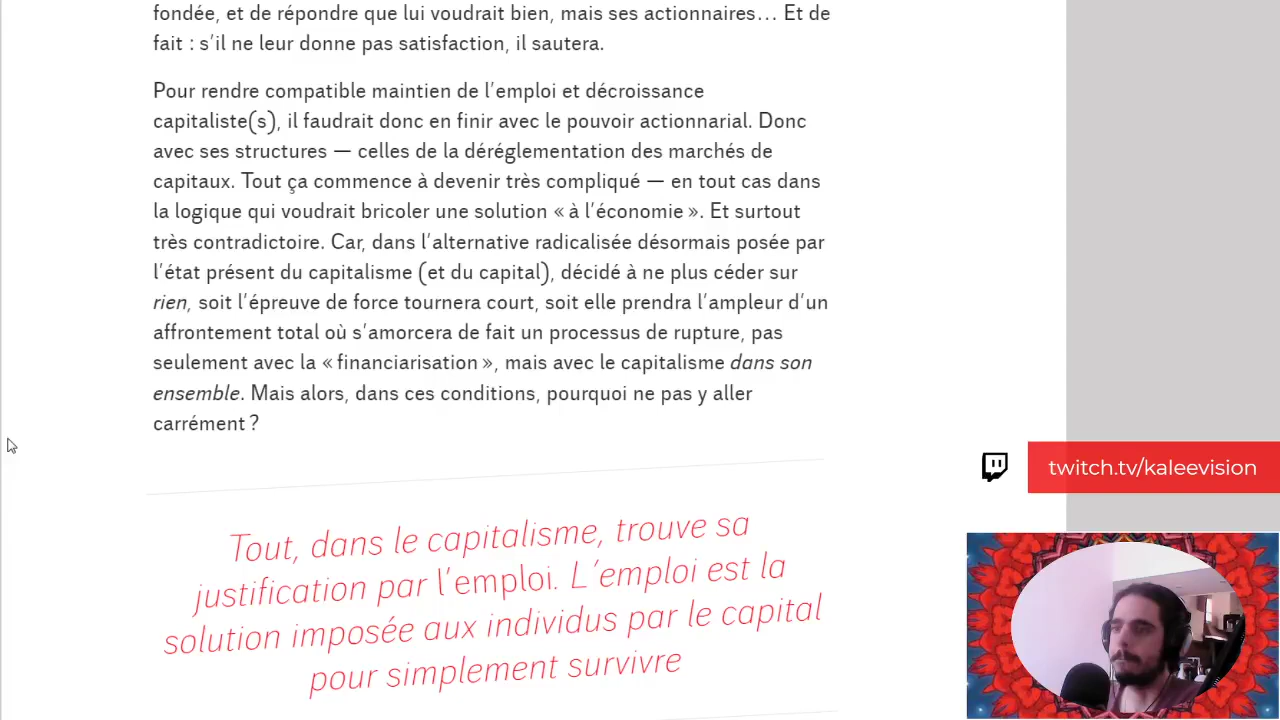 fondée, et de répondre que lui voudrait bien, mais ses actionnaires… Et de
fait : s’il ne leur donne pas satisfaction, il sautera.
Pour rendre compatible maintien de l’emploi et décroissance
capitaliste(s), il faudrait donc en finir avec le pouvoir actionnarial. Donc
avec ses structures — celles de la déréglementation des marchés de
capitaux. Tout ça commence à devenir très compliqué — en tout cas dans
la logique qui voudrait bricoler une solution « à l’économie ». Et surtout
très contradictoire. Car, dans l’alternative radicalisée désormais posée par
l’état présent du capitalisme (et du capital), décidé à ne plus céder sur
rien, soit l’épreuve de force tournera court, soit elle prendra l’ampleur d’un
affrontement total où s’amorcera de fait un processus de rupture, pas
seulement avec la « financiarisation », mais avec le capitalisme dans son
ensemble. Mais alors, dans ces conditions, pourquoi ne pas y aller
carrément ?
twitch.tv/kaleevision
Tout, dans le capitalisme, trouve sa
justification par l’emploi. L’emploi est la
solution imposée aux individus par le capital
pour simplement survivre